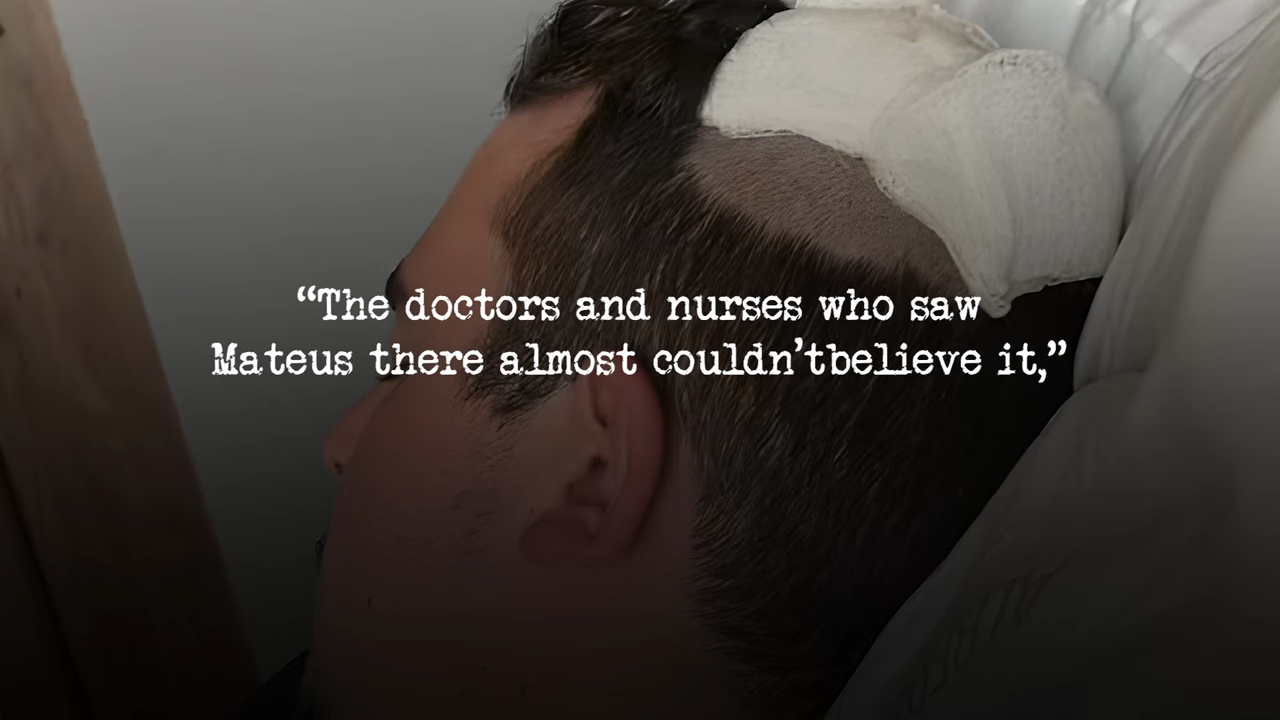 “The doctors and nurses who saw
Mateus there almost couldn’tbelieve it,”